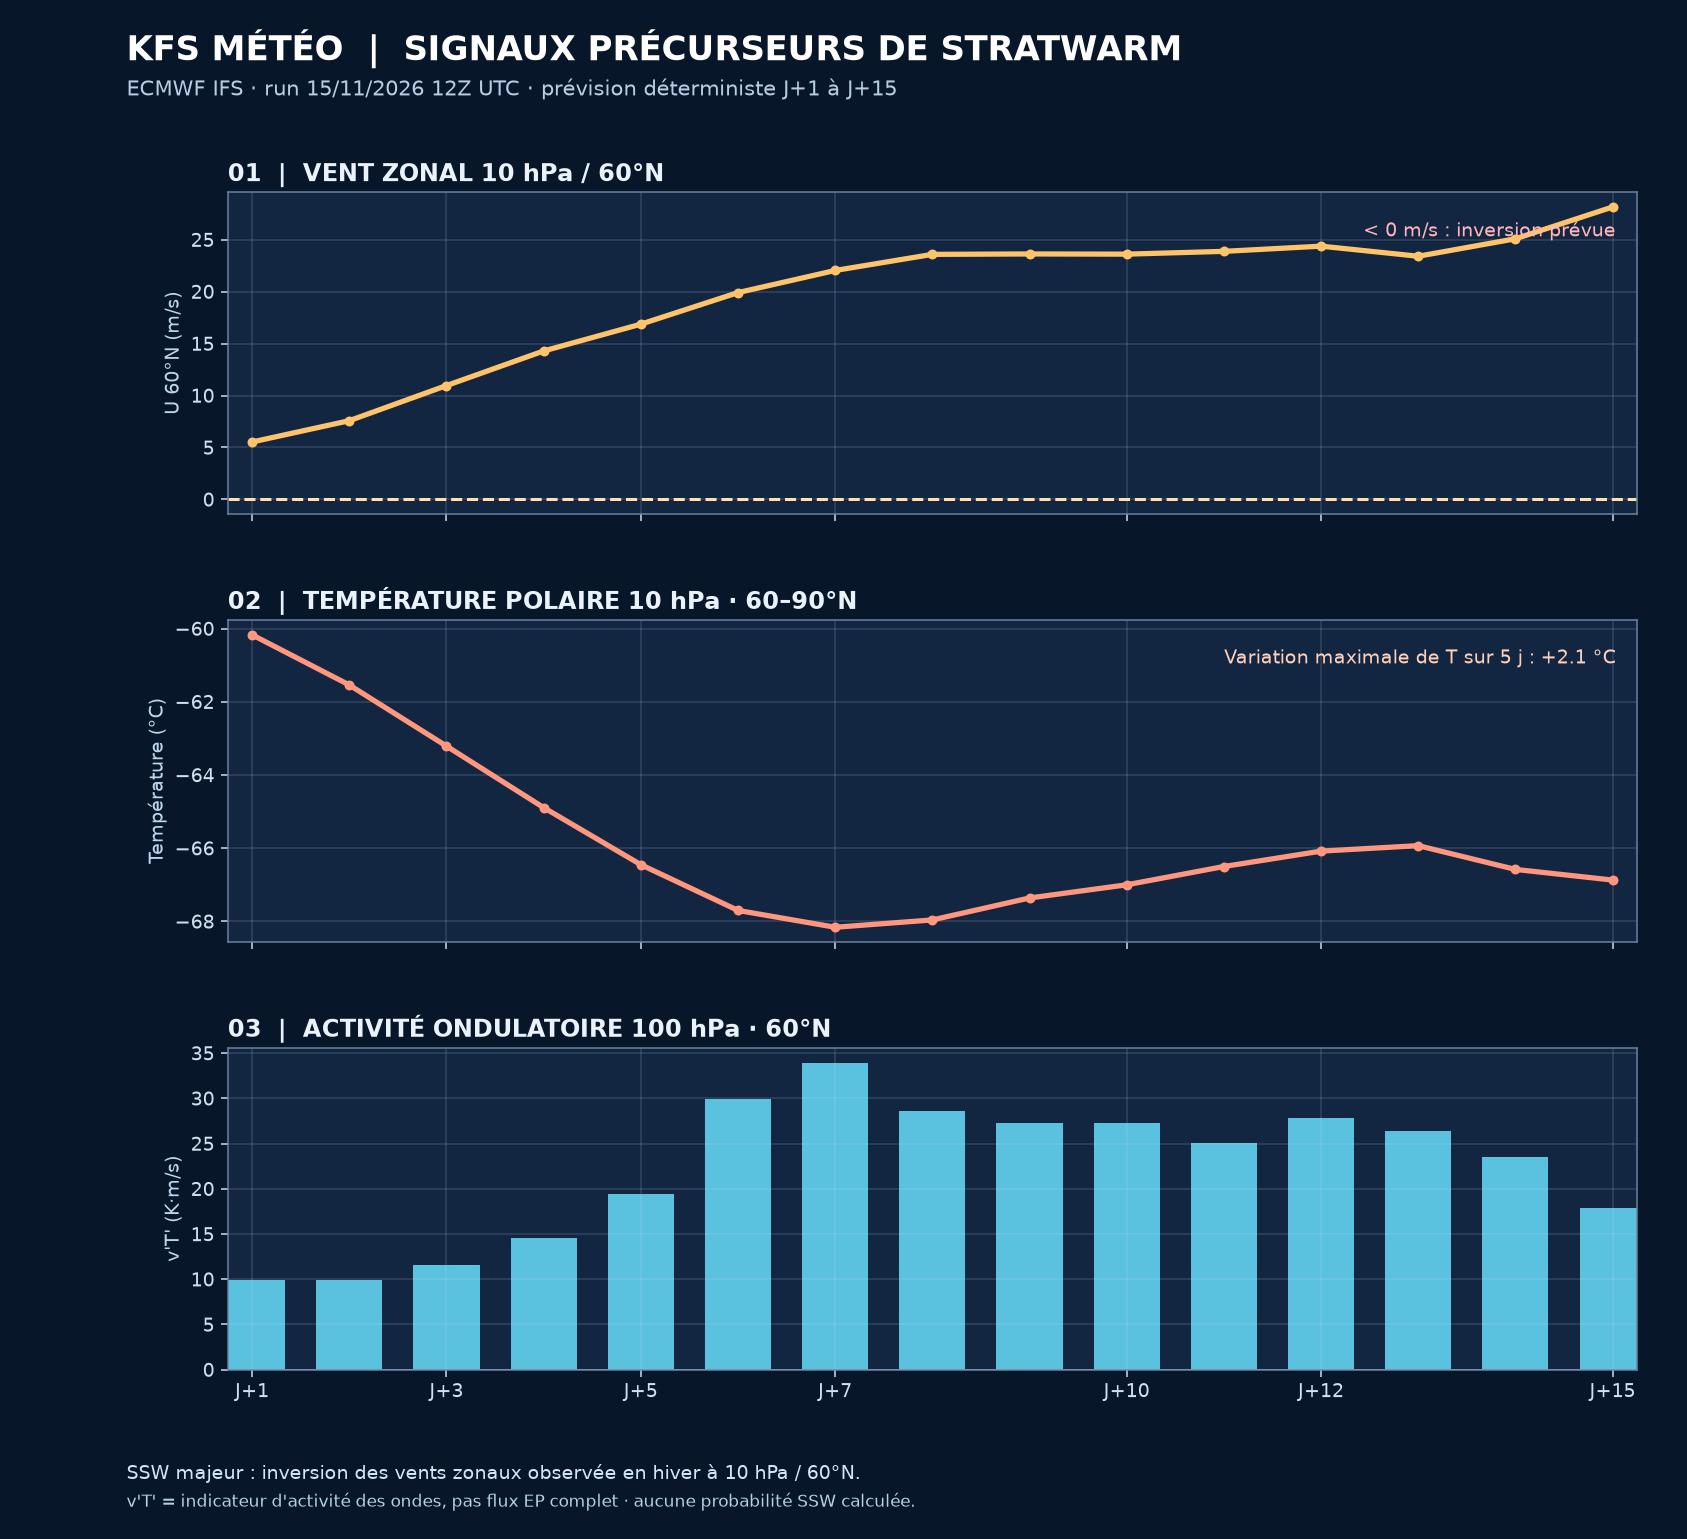 KFS MÉTÉO | SIGNAUX PRÉCURSEURS DE STRATWARM
ECMWF IFS · run 15/11/2026 12Z UTC · prévision déterministe J+1 à J+15
01 | VENT ZONAL 10 hPa / 60°N
< 0 m/s : inversion prévue
U 60°N (m/s)
25
20
15
10
5
0
02 | TEMPÉRATURE POLAIRE 10 hPa · 60–90°N
Variation maximale de T sur 5 j : +2.1 °C
Température (°C)
−60
−62
−64
−66
−68
03 | ACTIVITÉ ONDULATOIRE 100 hPa · 60°N
v'T' (K·m/s)
35
30
25
20
15
10
5
0
J+1 J+3 J+5 J+7 J+10 J+12 J+15
SSW majeur : inversion des vents zonaux observée en hiver à 10 hPa / 60°N.
v'T' = indicateur d'activité des ondes, pas flux EP complet · aucune probabilité SSW calculée.